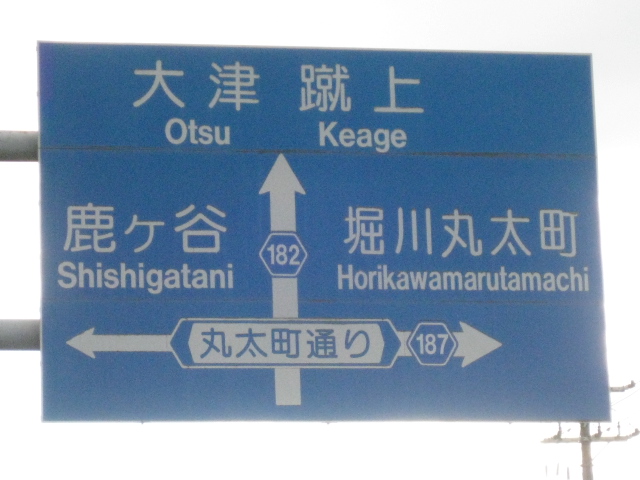 大津 蹴上
Otsu Keage
鹿ヶ谷 182 堀川丸太町
Shishigatani Horikawamarutamachi
丸太町通り 187